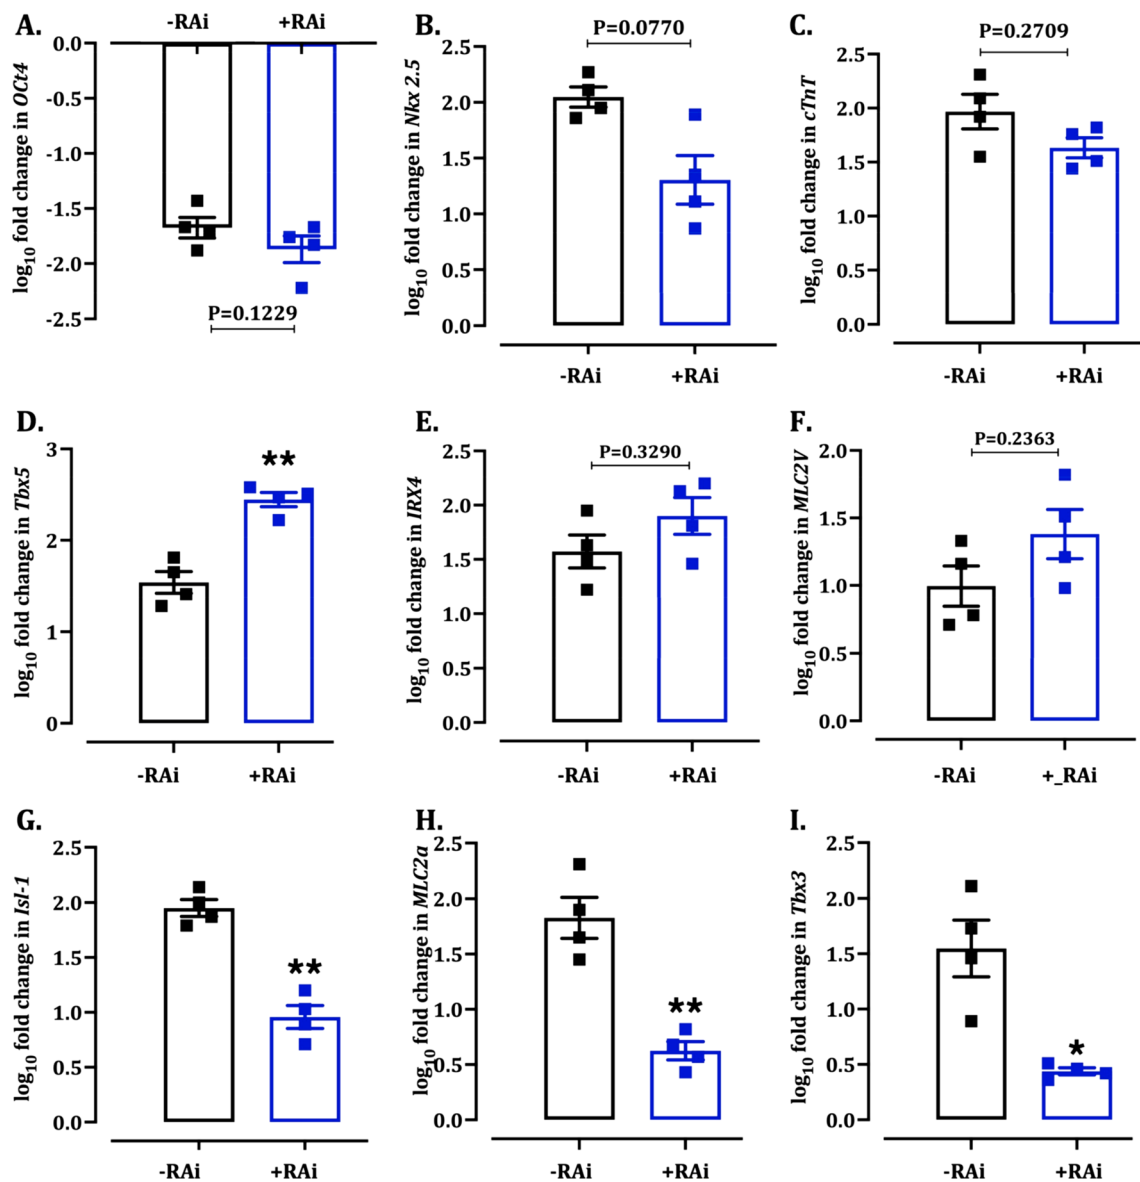 A.
-RAi +RAi
log10 fold change in OCt4
0.0
-0.5
-1.0
-1.5
-2.0
-2.5
P=0.1229
B.
P=0.0770
log10 fold change in Nkx 2.5
2.5
2.0
1.5
1.0
0.5
0.0
-RAi +RAi
C.
P=0.2709
log10 fold change in cTnT
2.5
2.0
1.5
1.0
0.5
0.0
-RAi +RAi
D.
**
log10 fold change in Tbx5
3
2
1
0
-RAi +RAi
E.
P=0.3290
log10 fold change in IRX4
2.5
2.0
1.5
1.0
0.5
0.0
-RAi +RAi
F.
P=0.2363
log10 fold change in MLC2V
2.0
1.5
1.0
0.5
0.0
-RAi +_RAi
G.
**
log10 fold change in Isl-1
2.5
2.0
1.5
1.0
0.5
0.0
-RAi +RAi
H.
**
log10 fold change in MLC2a
2.5
2.0
1.5
1.0
0.5
0.0
-RAi +RAi
I.
*
log10 fold change in Tbx3
2.5
2.0
1.5
1.0
0.5
0.0
-RAi +RAi